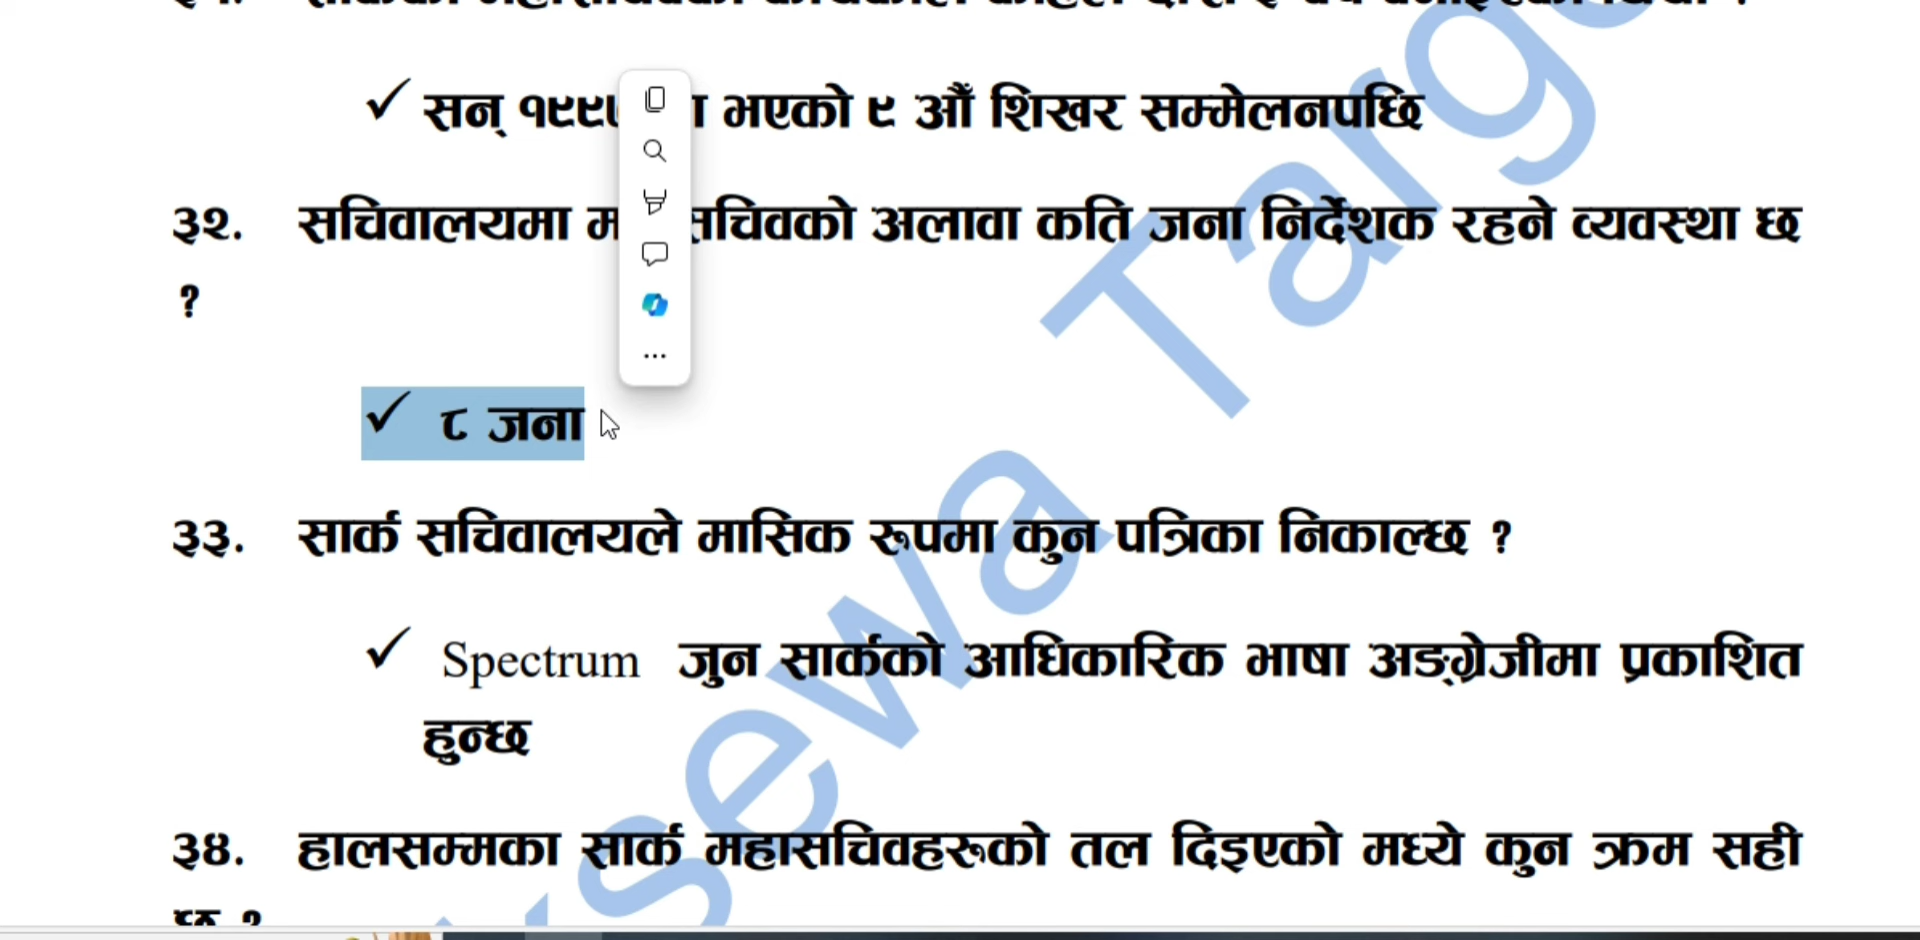 ✓ सन् १९९ भएको ९ औं शिखर सम्मेलनपछि
३२. सचिवालयमा अलावा कति जना निर्देशक रहने व्यवस्था छ
?
✓ ८ जना
३३. सार्क सचिवालयले मासिक रूपमा कुन पत्रिका निकाल्छ ?
✓ Spectrum जुन सार्कको आधिकारिक भाषा अङ्ग्रेजीमा प्रकाशित
हुन्छ
३४. हालसम्मका सार्क महासचिवहरूको तल दिइएको मध्ये कुन क्रम सही
छ ?